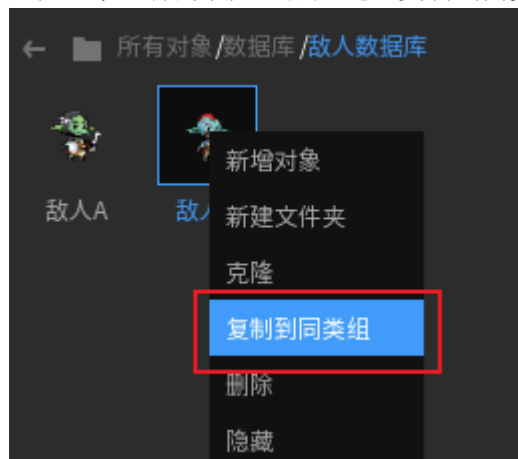 ← 所有对象/数据库/敌人数据库
敌人A
敌
新增对象
新建文件夹
克隆
复制到同类组
删除
隐藏